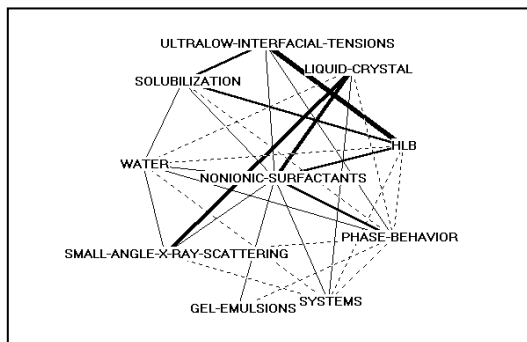 ULTRALOW-INTERFACIAL-TENSIONS
LIQUID-CRYSTAL
SOLUBILIZATION
HLB
WATER
NONIONIC-SURFACTANTS
PHASE-BEHAVIOR
SMALL-ANGLE-X-RAY-SCATTERING
SYSTEMS
GEL-EMULSIONS